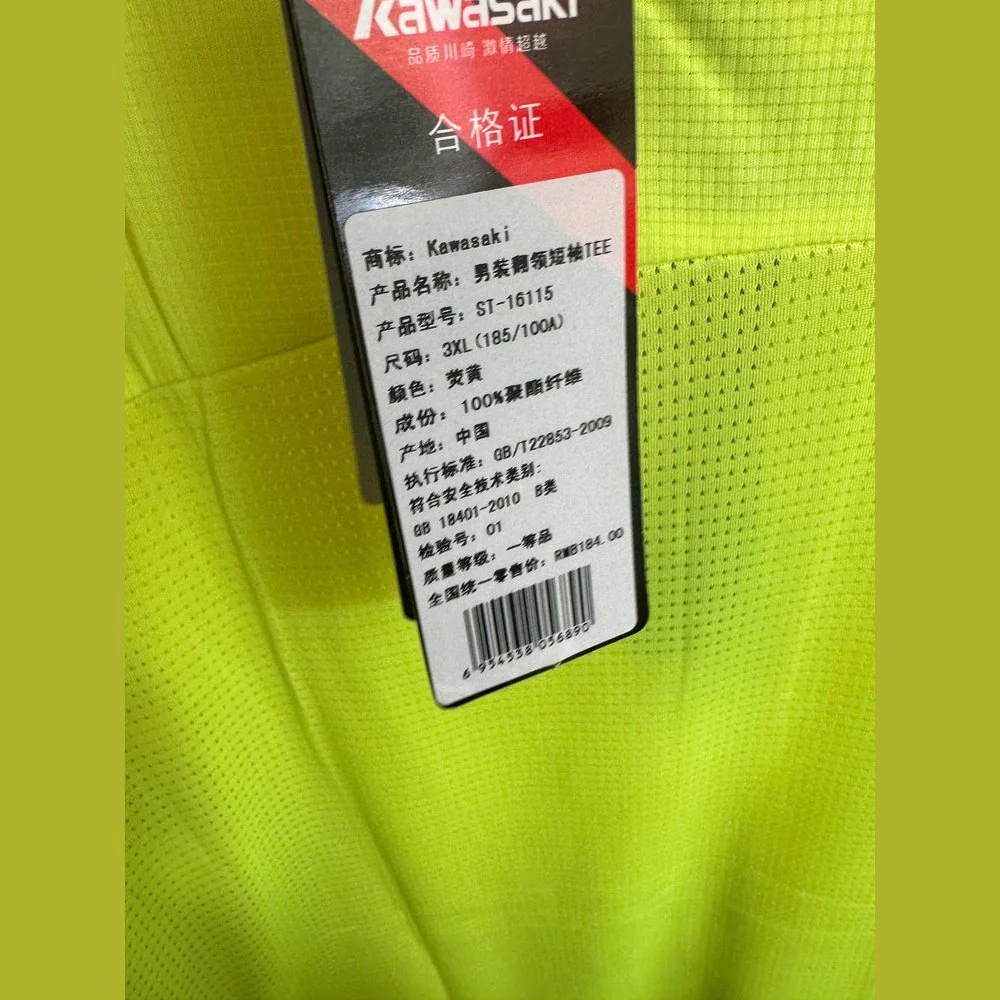 Kawasaki
品质川崎 激情超越
合格证
商标: Kawasaki
产品名称: 男装翻领短袖TEE
产品型号: ST-16115
尺码: 3XL(185/100A)
颜色: 荧黄
成份: 100%聚酯纤维
产地: 中国
执行标准: GB/T22853-2009
符合安全技术类别:
GB 18401-2010 B类
检验号: 01
质量等级: 一等品
全国统一零售价: RMB184.00
6 954538 056890